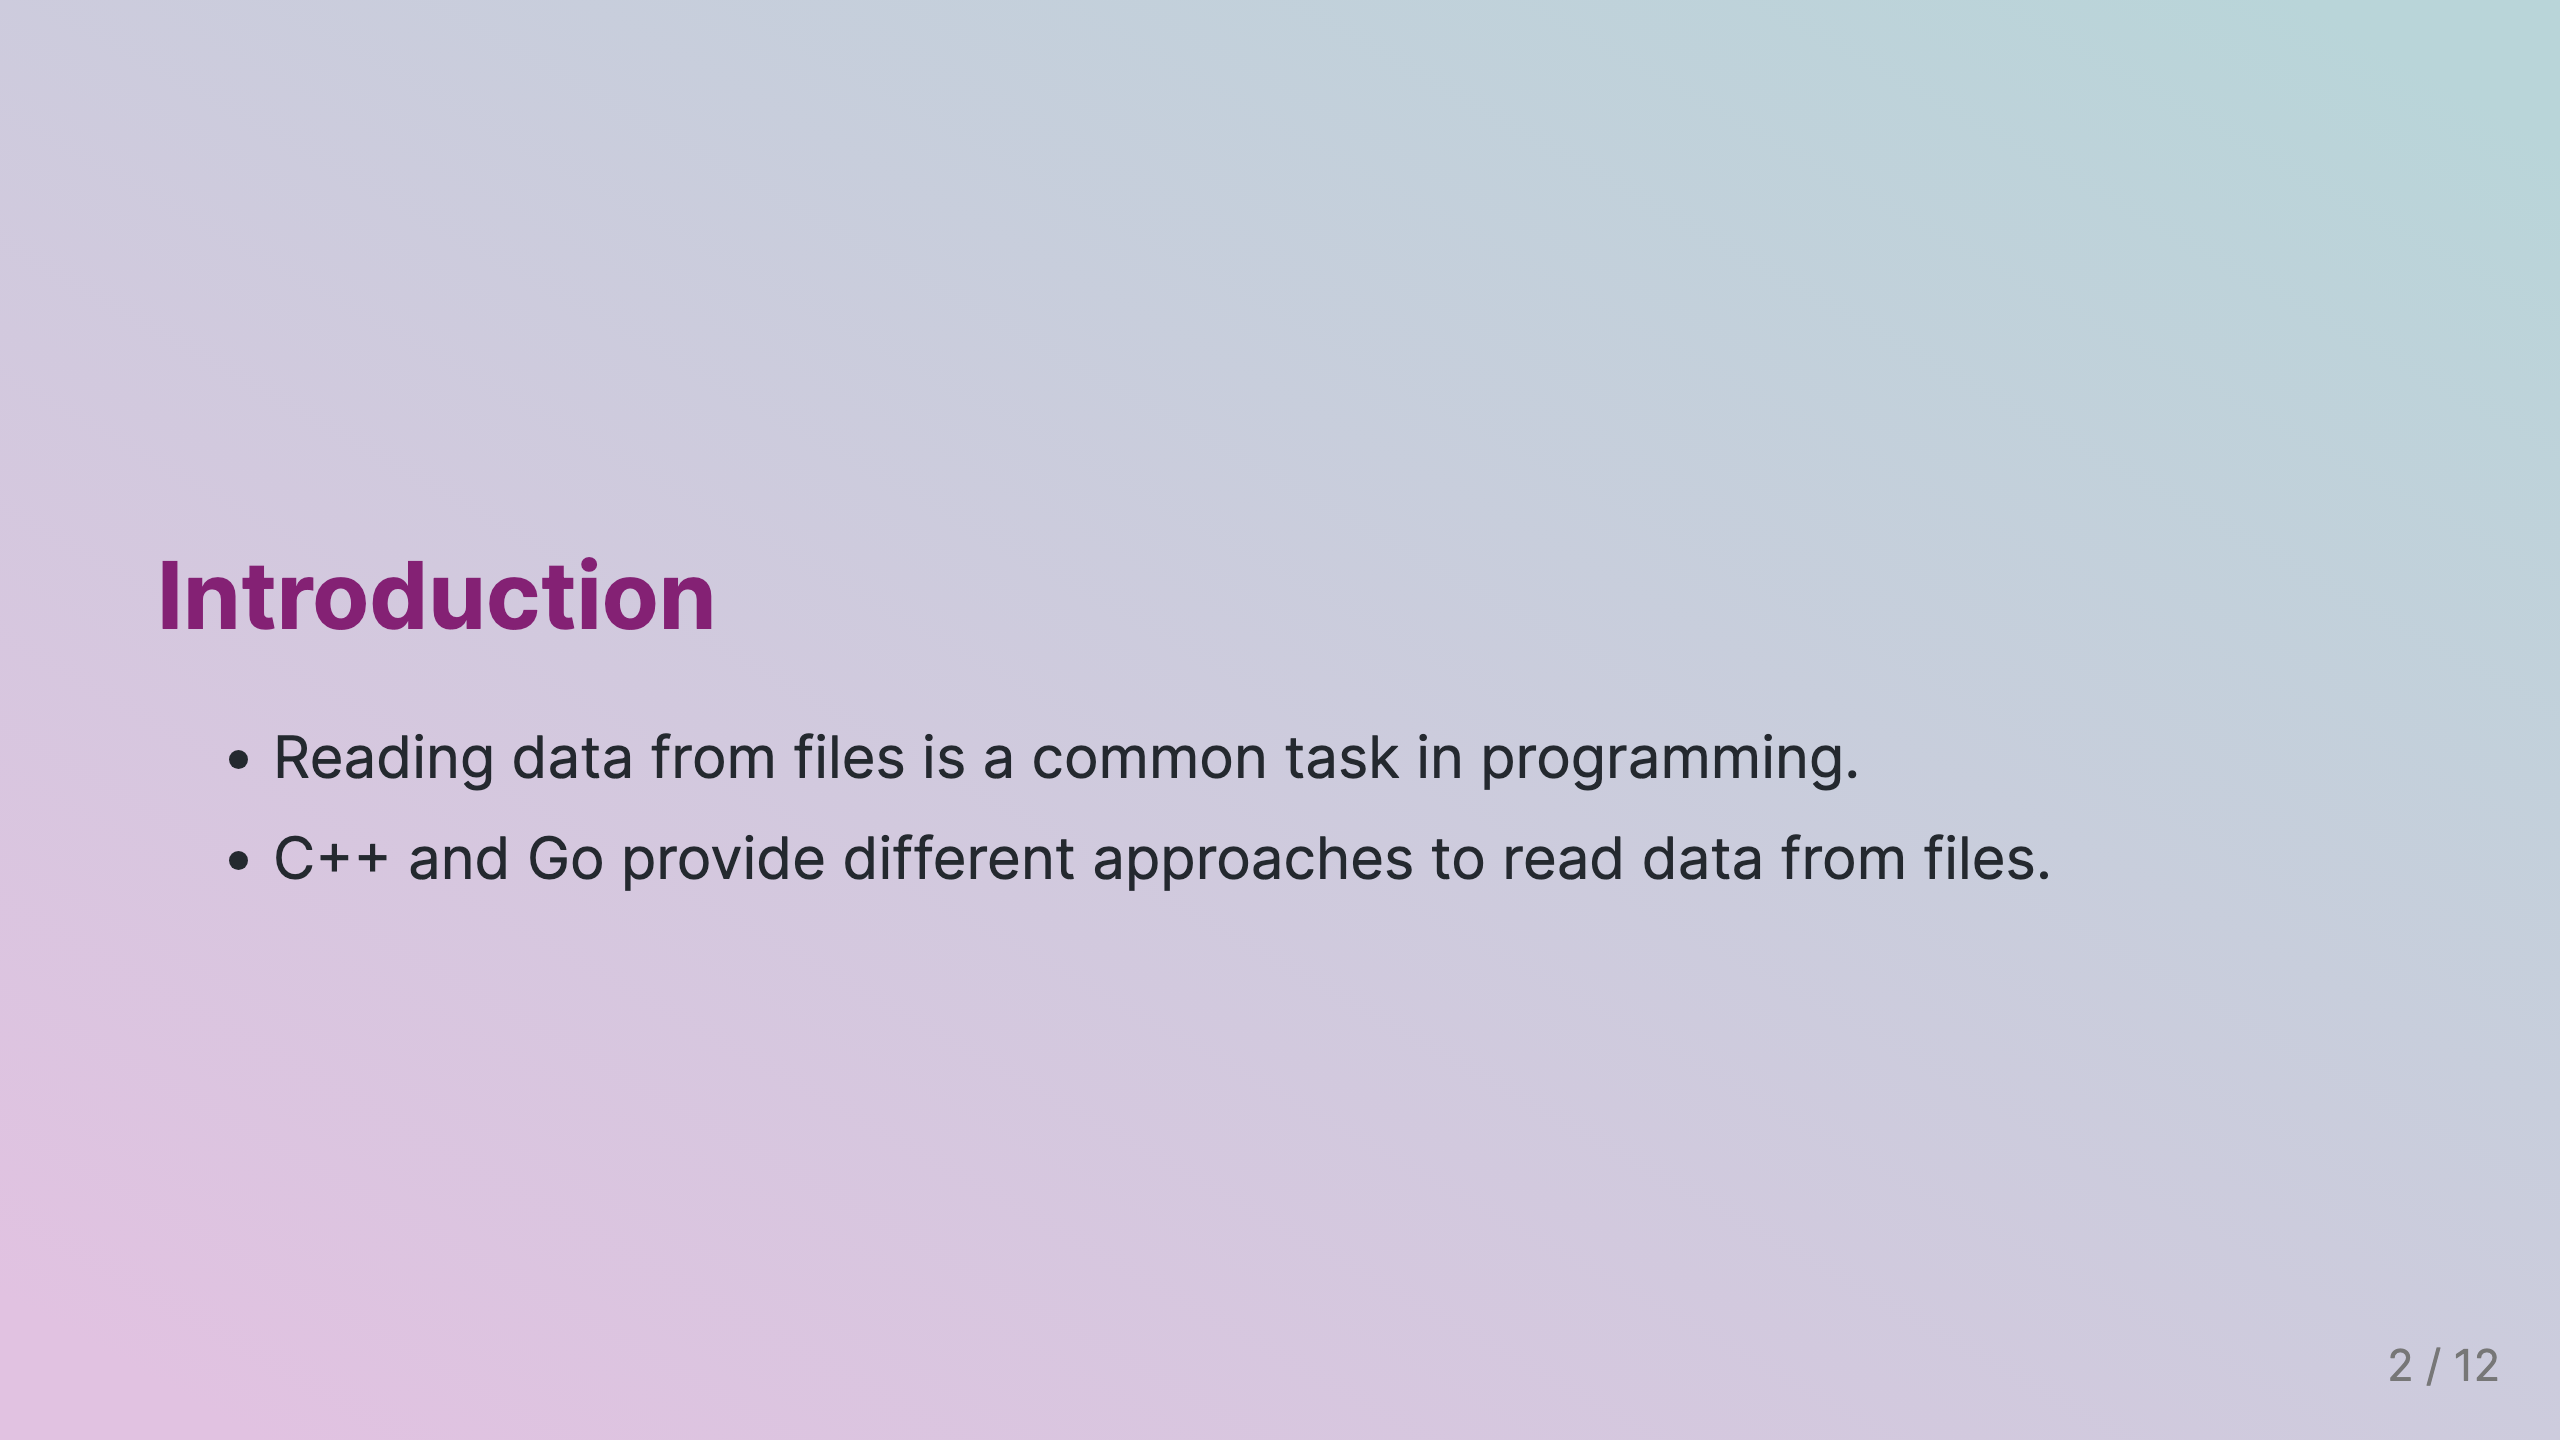 Introduction
• Reading data from files is a common task in programming.
• C++ and Go provide different approaches to read data from files.
2 / 12